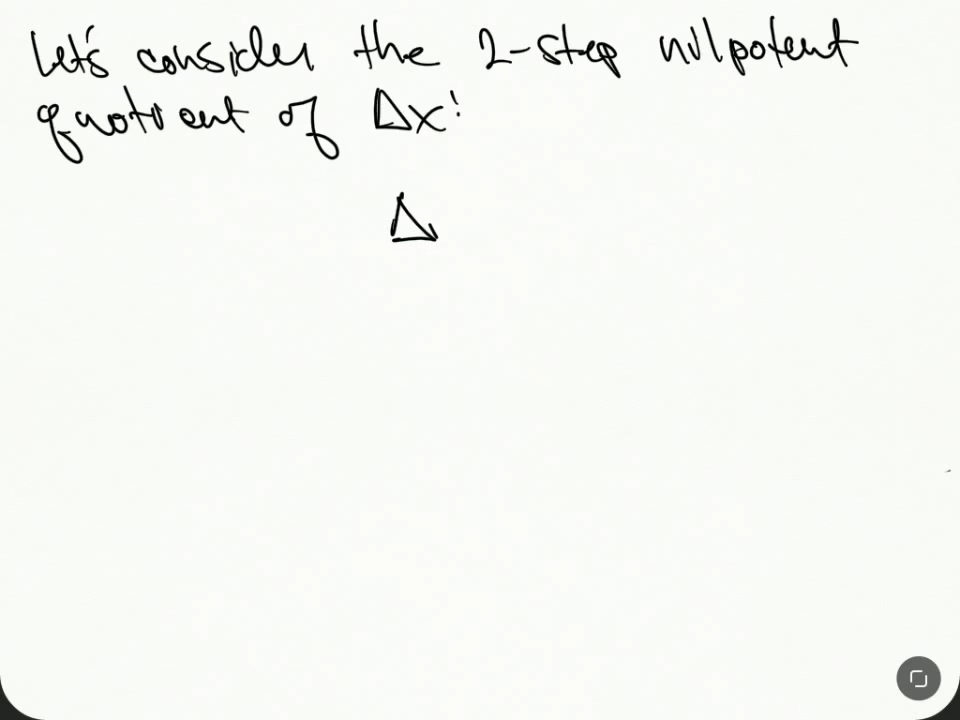 Let's consider the 2-step nilpotent
quotient of Δx:
Δ